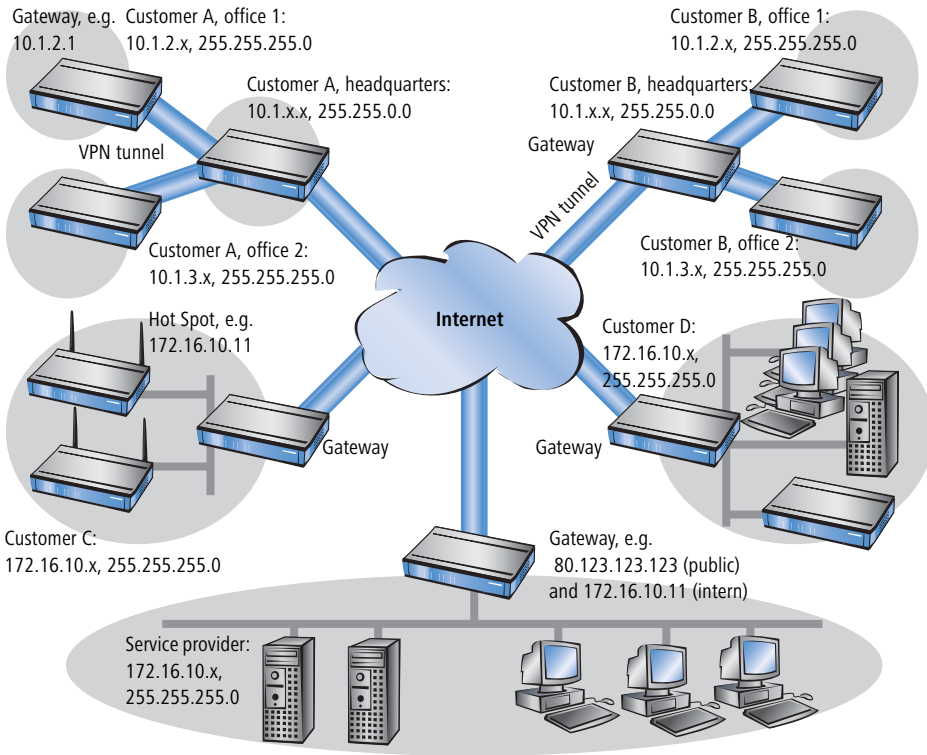 Gateway, e.g.
10.1.2.1
Customer A, office 1:
10.1.2.x, 255.255.255.0
Customer B, office 1:
10.1.2.x, 255.255.255.0
Customer A, headquarters:
10.1.x.x, 255.255.0.0
Customer B, headquarters:
10.1.x.x, 255.255.0.0
VPN tunnel
Gateway
VPN tunnel
Customer A, office 2:
10.1.3.x, 255.255.255.0
Customer B, office 2:
10.1.3.x, 255.255.255.0
Internet
Hot Spot, e.g.
172.16.10.11
Customer D:
172.16.10.x,
255.255.255.0
Gateway
Gateway
Customer C:
172.16.10.x, 255.255.255.0
Gateway, e.g.
80.123.123.123 (public)
and 172.16.10.11 (intern)
Service provider:
172.16.10.x,
255.255.255.0